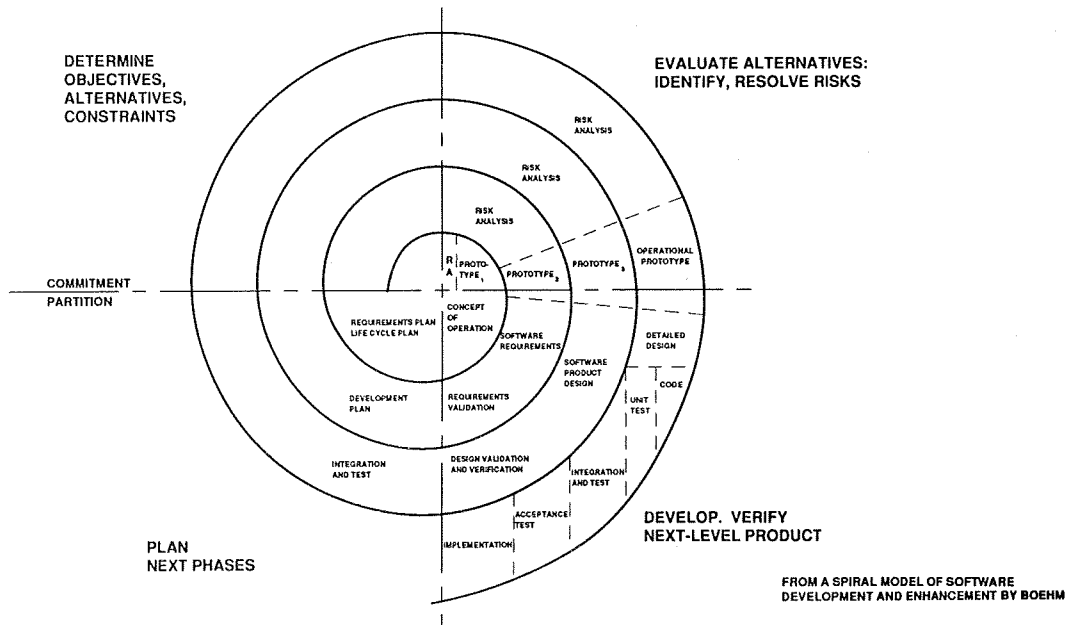 DETERMINE
OBJECTIVES,
ALTERNATIVES,
CONSTRAINTS
EVALUATE ALTERNATIVES:
IDENTIFY, RESOLVE RISKS
RISK
ANALYSIS
RISK
ANALYSIS
RISK
ANALYSIS
R
A
PROTO-
TYPE 1
PROTOTYPE 2
PROTOTYPE 3
OPERATIONAL
PROTOTYPE
COMMITMENT
PARTITION
CONCEPT
OF
OPERATION
REQUIREMENTS PLAN
LIFE CYCLE PLAN
SOFTWARE
REQUIREMENTS
SOFTWARE
PRODUCT
DESIGN
DETAILED
DESIGN
CODE
UNIT
TEST
DEVELOPMENT
PLAN
REQUIREMENTS
VALIDATION
INTEGRATION
AND TEST
DESIGN VALIDATION
AND VERIFICATION
INTEGRATION
AND TEST
ACCEPTANCE
TEST
IMPLEMENTATION
PLAN
NEXT PHASES
DEVELOP. VERIFY
NEXT-LEVEL PRODUCT
FROM A SPIRAL MODEL OF SOFTWARE
DEVELOPMENT AND ENHANCEMENT BY BOEHM